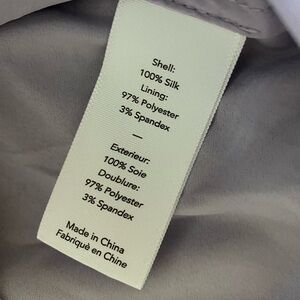 Shell:
100% Silk
Lining:
97% Polyester
3% Spandex
—
Exterieur:
100% Soie
Doublure:
97% Polyester
3% Spandex
Made in China
Fabriqué en Chine